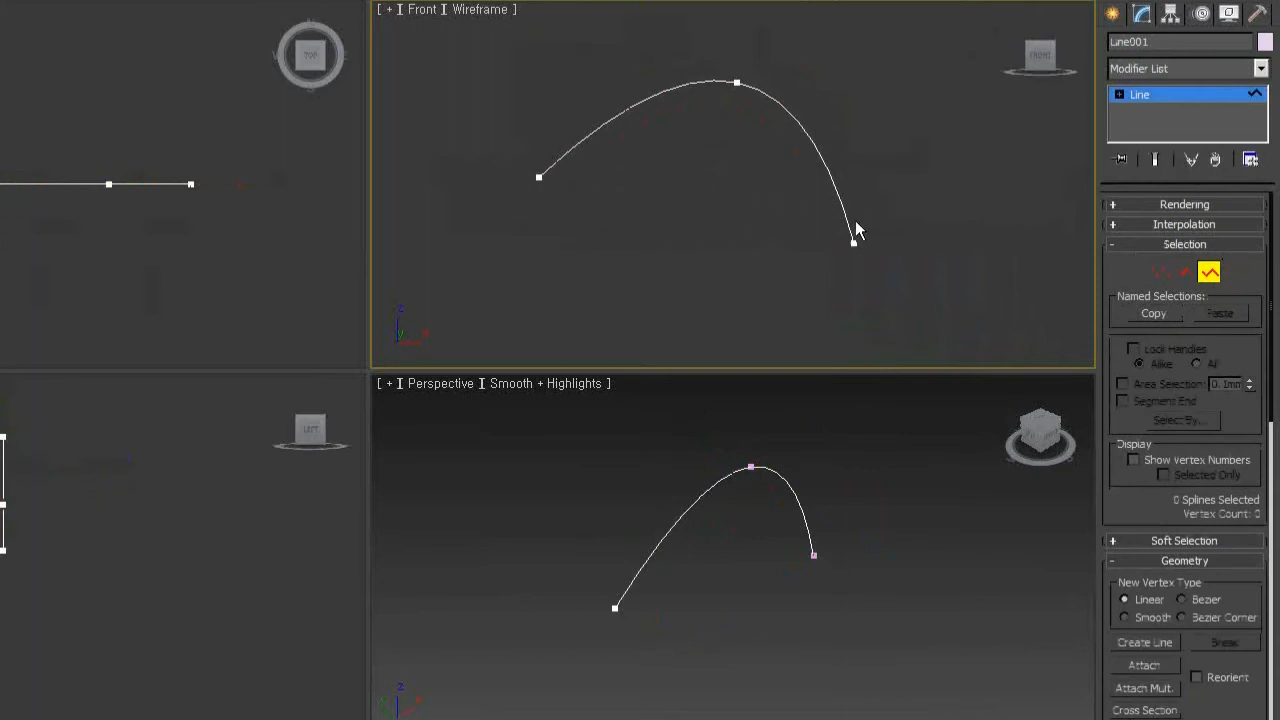 [ + ][ Front ][ Wireframe ]
TOP
FRONT
Line001
Modifier List
Line
Rendering
Interpolation
Selection
Named Selections:
Copy
Paste
Lock Handles
Alike
All
Area Selection:
Segment End
Select By...
Display
Show Vertex Numbers
Selected Only
0 Splines Selected
Vertex Count: 0
[ + ][ Perspective ][ Smooth + Highlights ]
LEFT
Soft Selection
Geometry
New Vertex Type
Linear
Bezier
Smooth
Bezier Corner
Create Line
Break
Attach
Reorient
Attach Mult.
Cross Section
z
x
y
z